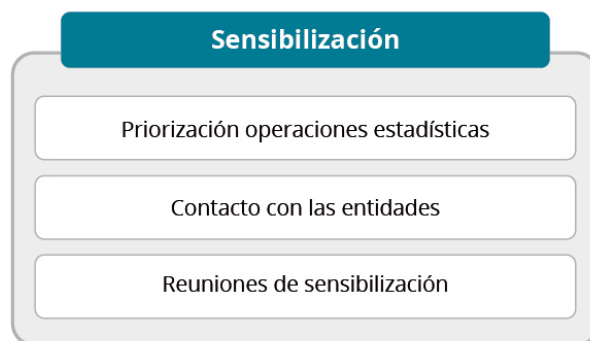 Sensibilización
Priorización operaciones estadísticas
Contacto con las entidades
Reuniones de sensibilización